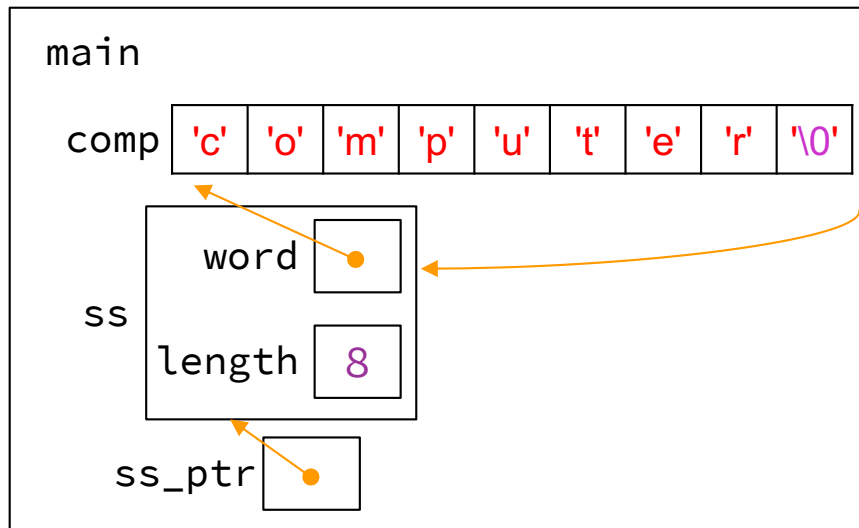 main
comp 'c' 'o' 'm' 'p' 'u' 't' 'e' 'r' '\0'
word
ss
length 8
ss_ptr